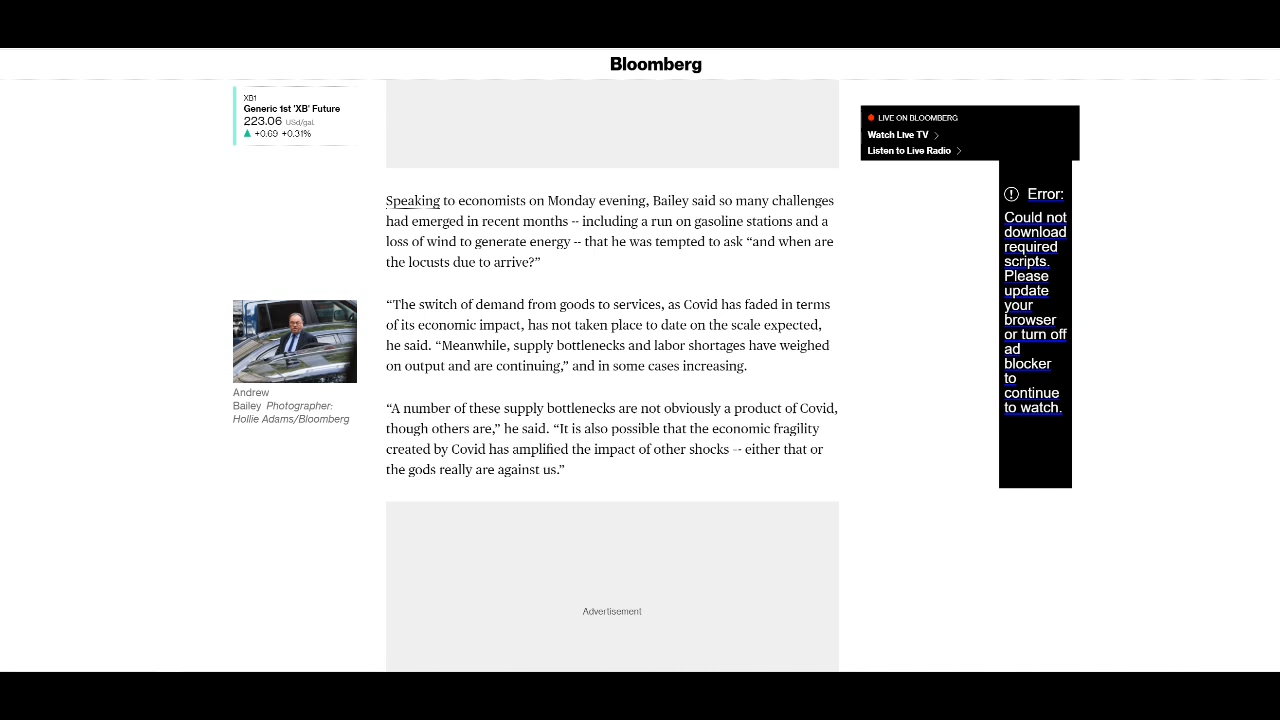 Bloomberg
XB1
Generic 1st 'XB' Future
223.06 USd/gal.
+0.69 +0.31%
LIVE ON BLOOMBERG
Watch Live TV
Listen to Live Radio
Speaking to economists on Monday evening, Bailey said so many challenges
had emerged in recent months -- including a run on gasoline stations and a
loss of wind to generate energy -- that he was tempted to ask “and when are
the locusts due to arrive?”
“The switch of demand from goods to services, as Covid has faded in terms
of its economic impact, has not taken place to date on the scale expected,
he said. “Meanwhile, supply bottlenecks and labor shortages have weighed
on output and are continuing,” and in some cases increasing.
Andrew
Bailey Photographer:
Hollie Adams/Bloomberg
“A number of these supply bottlenecks are not obviously a product of Covid,
though others are,” he said. “It is also possible that the economic fragility
created by Covid has amplified the impact of other shocks -- either that or
the gods really are against us.”
Advertisement
Error:
Could not
download
required
scripts.
Please
update
your
browser
or turn off
ad
blocker
to
continue
to watch.